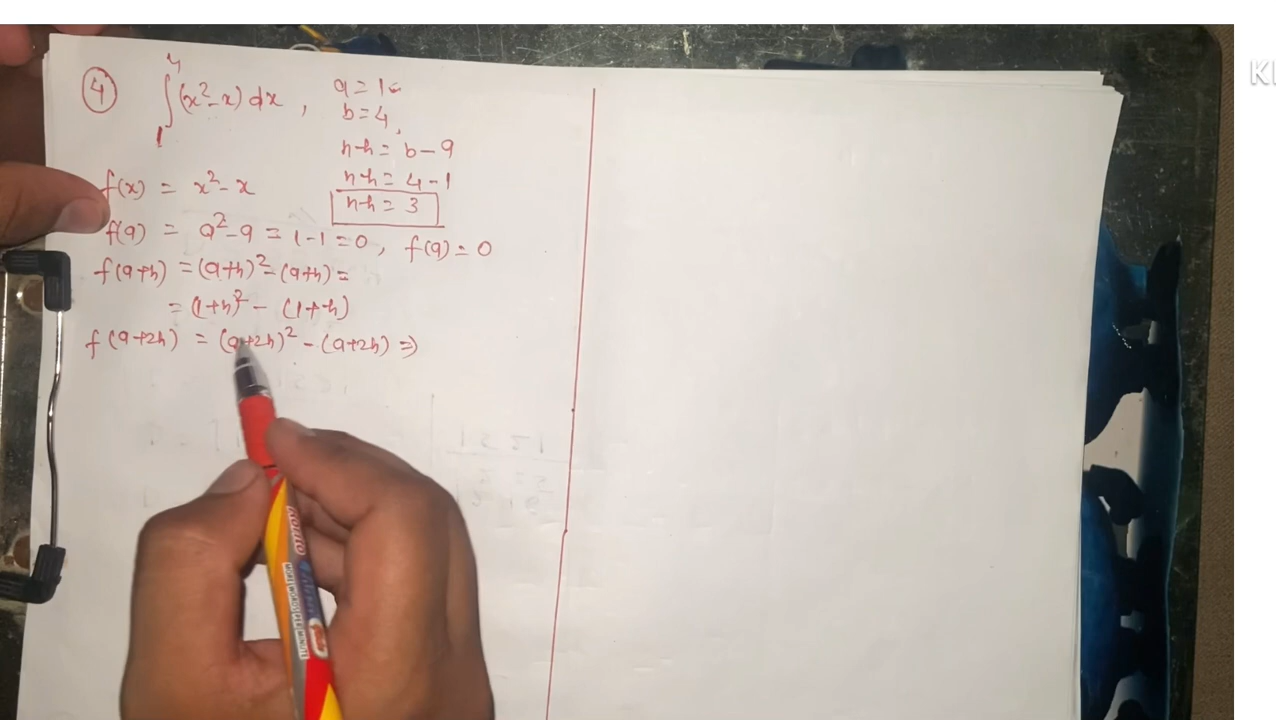 ④ ∫₁⁴ (x² - x) dx , a = 1
b = 4,
nh = b - a
nh = 4 - 1
nh = 3
f(x) = x² - x
f(a) = a² - a = 1 - 1 = 0 , f(a) = 0
f(a+h) = (a+h)² - (a+h) =
= (1+h)² - (1+h)
f(a+2h) = (a+2h)² - (a+2h) ⇒